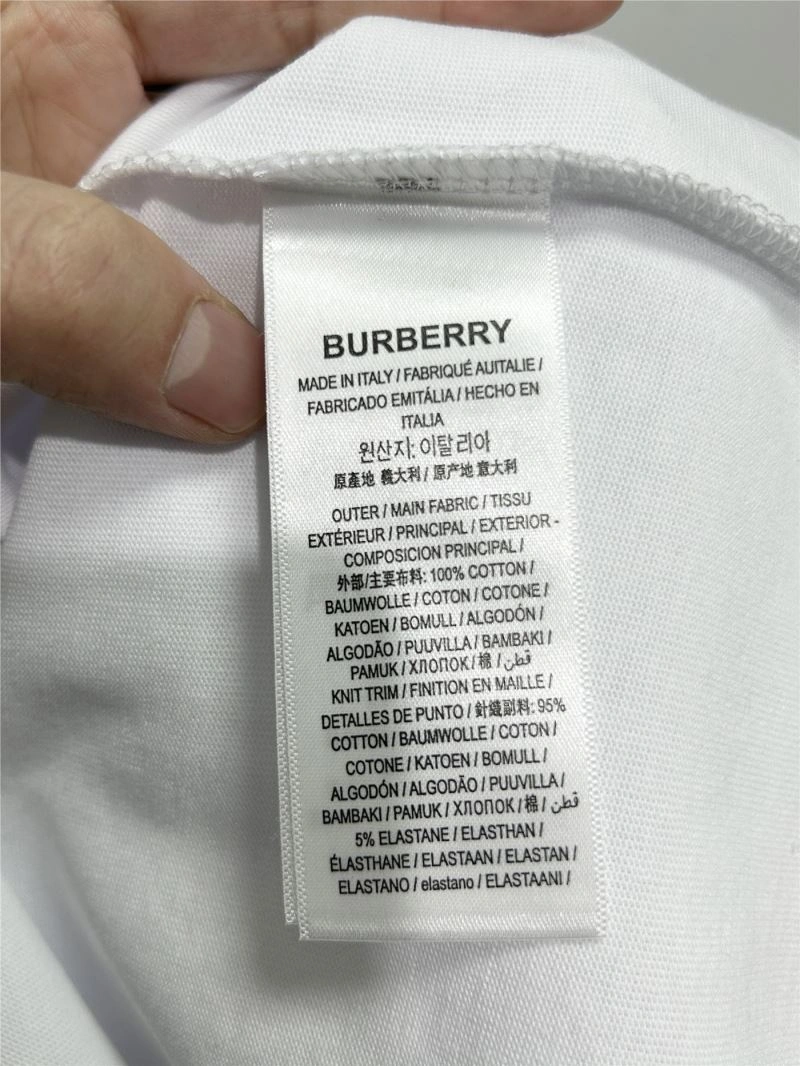 BURBERRY
MADE IN ITALY / FABRIQUÉ AUITALIE /
FABRICADO EMITÁLIA / HECHO EN
ITALIA
원산지: 이탈리아
原產地 義大利 / 原产地 意大利
OUTER / MAIN FABRIC / TISSU
EXTÉRIEUR / PRINCIPAL / EXTERIOR -
COMPOSICION PRINCIPAL /
外部/主要布料: 100% COTTON /
BAUMWOLLE / COTON / COTONE /
KATOEN / BOMULL / ALGODÓN /
ALGODÃO / PUUVILLA / BAMBAKI /
PAMUK / ХЛОПОК / 棉 / قطن /
KNIT TRIM / FINITION EN MAILLE /
DETALLES DE PUNTO / 針織副料: 95%
COTTON / BAUMWOLLE / COTON /
COTONE / KATOEN / BOMULL /
ALGODÓN / ALGODÃO / PUUVILLA /
BAMBAKI / PAMUK / ХЛОПОК / 棉 / قطن /
5% ELASTANE / ELASTHAN /
ÉLASTHANE / ELASTAAN / ELASTAN /
ELASTANO / elastano / ELASTAANI /